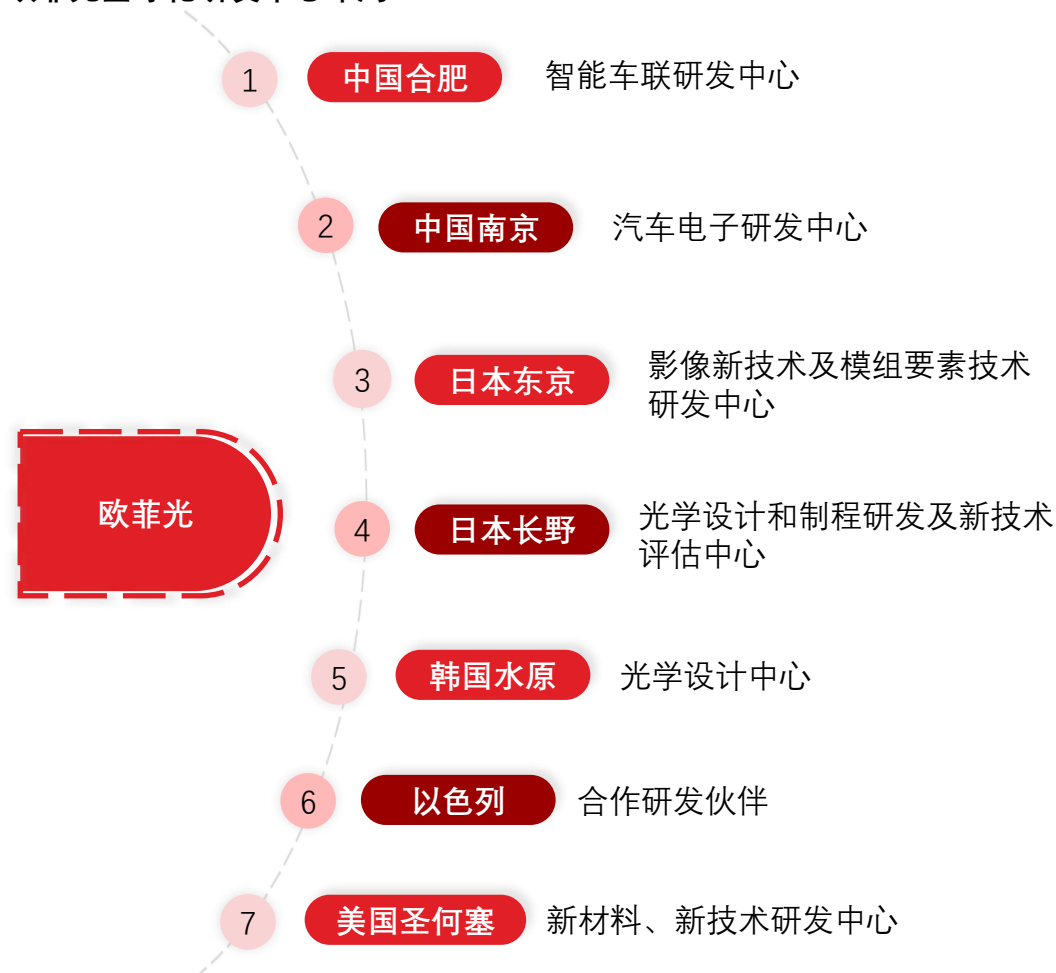 1 中国合肥 智能车联研发中心
2 中国南京 汽车电子研发中心
3 日本东京 影像新技术及模组要素技术
研发中心
欧菲光
4 日本长野 光学设计和制程研发及新技术
评估中心
5 韩国水原 光学设计中心
6 以色列 合作研发伙伴
7 美国圣何塞 新材料、新技术研发中心